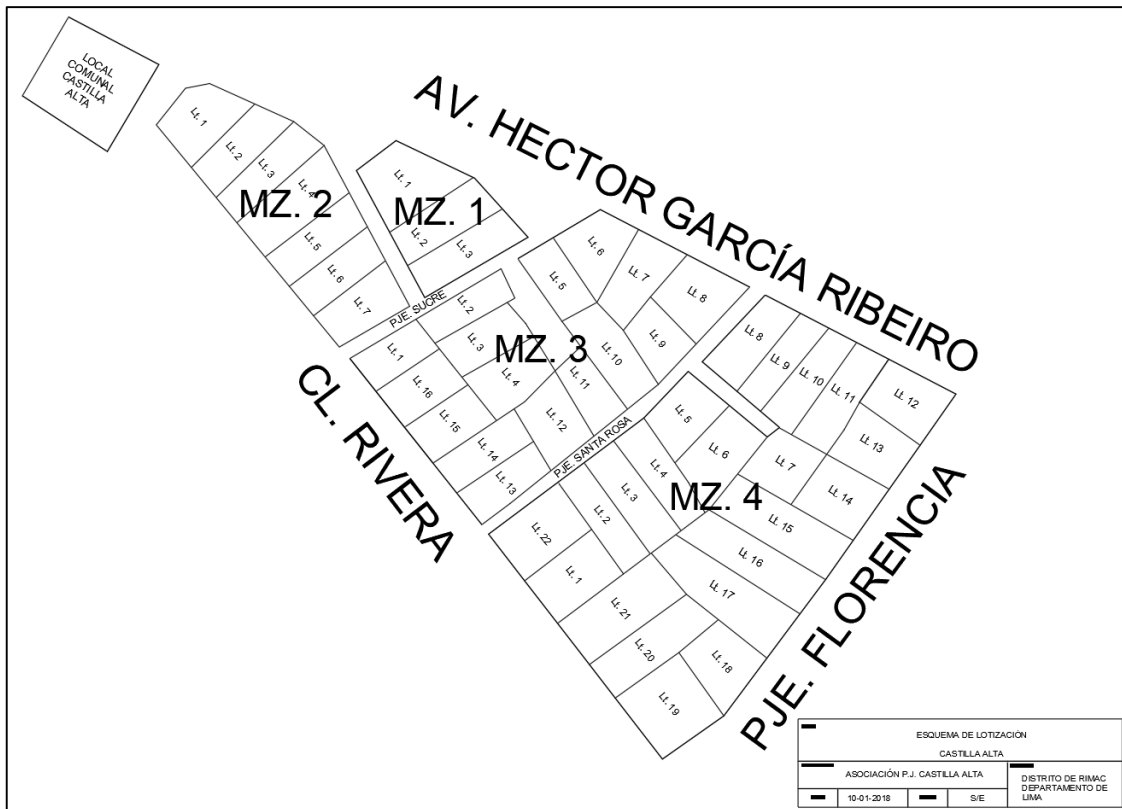 LOCAL
COMUNAL
CASTILLA
ALTA
AV. HECTOR GARCÍA RIBEIRO
MZ. 2
Lt. 1
Lt. 2
Lt. 3
Lt. 4
Lt. 5
Lt. 6
Lt. 7
MZ. 1
Lt. 1
Lt. 2
Lt. 3
PJE. SUCRE
MZ. 3
Lt. 1
Lt. 2
Lt. 3
Lt. 4
Lt. 5
Lt. 6
Lt. 7
Lt. 8
Lt. 9
Lt. 10
Lt. 11
Lt. 12
Lt. 13
Lt. 14
Lt. 15
Lt. 16
CL. RIVERA
PJE. SANTA ROSA
MZ. 4
Lt. 1
Lt. 2
Lt. 3
Lt. 4
Lt. 5
Lt. 6
Lt. 7
Lt. 8
Lt. 9
Lt. 10
Lt. 11
Lt. 12
Lt. 13
Lt. 14
Lt. 15
Lt. 16
Lt. 17
Lt. 18
Lt. 19
Lt. 20
Lt. 21
Lt. 22
PJE. FLORENCIA
ESQUEMA DE LOTIZACIÓN
CASTILLA ALTA
ASOCIACIÓN P.J. CASTILLA ALTA
DISTRITO DE RIMAC
DEPARTAMENTO DE
LIMA
10-01-2018
S/E